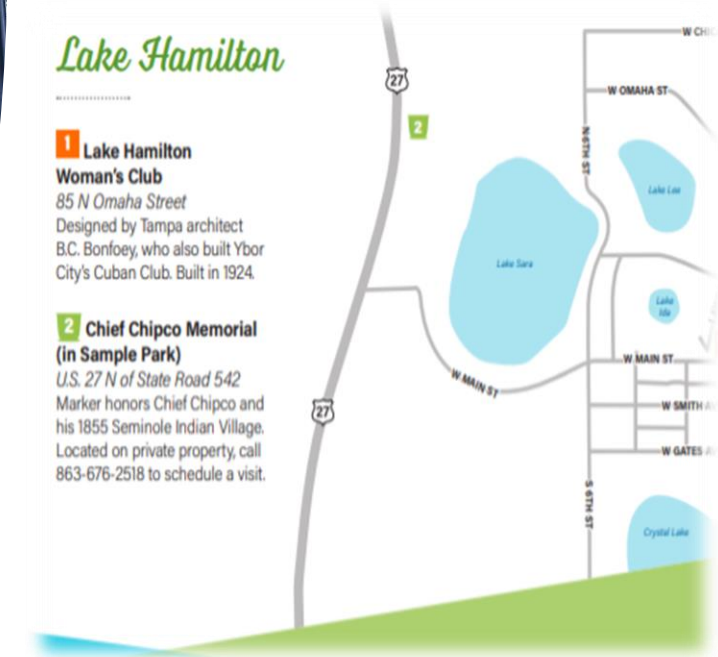 Lake Hamilton
1 Lake Hamilton
Woman's Club
85 N Omaha Street
Designed by Tampa architect
B.C. Bonfoey, who also built Ybor
City's Cuban Club. Built in 1924.
2 Chief Chipco Memorial
(in Sample Park)
U.S. 27 N of State Road 542
Marker honors Chief Chipco and
his 1855 Seminole Indian Village.
Located on private property, call
863-676-2518 to schedule a visit.
27
2
W OMAHA ST
N 6TH ST
Lake Lee
Lake Sara
Lake
Ida
W MAIN ST
W MAIN ST
27
W SMITH
W GATES
S 6TH ST
Crystal Lake